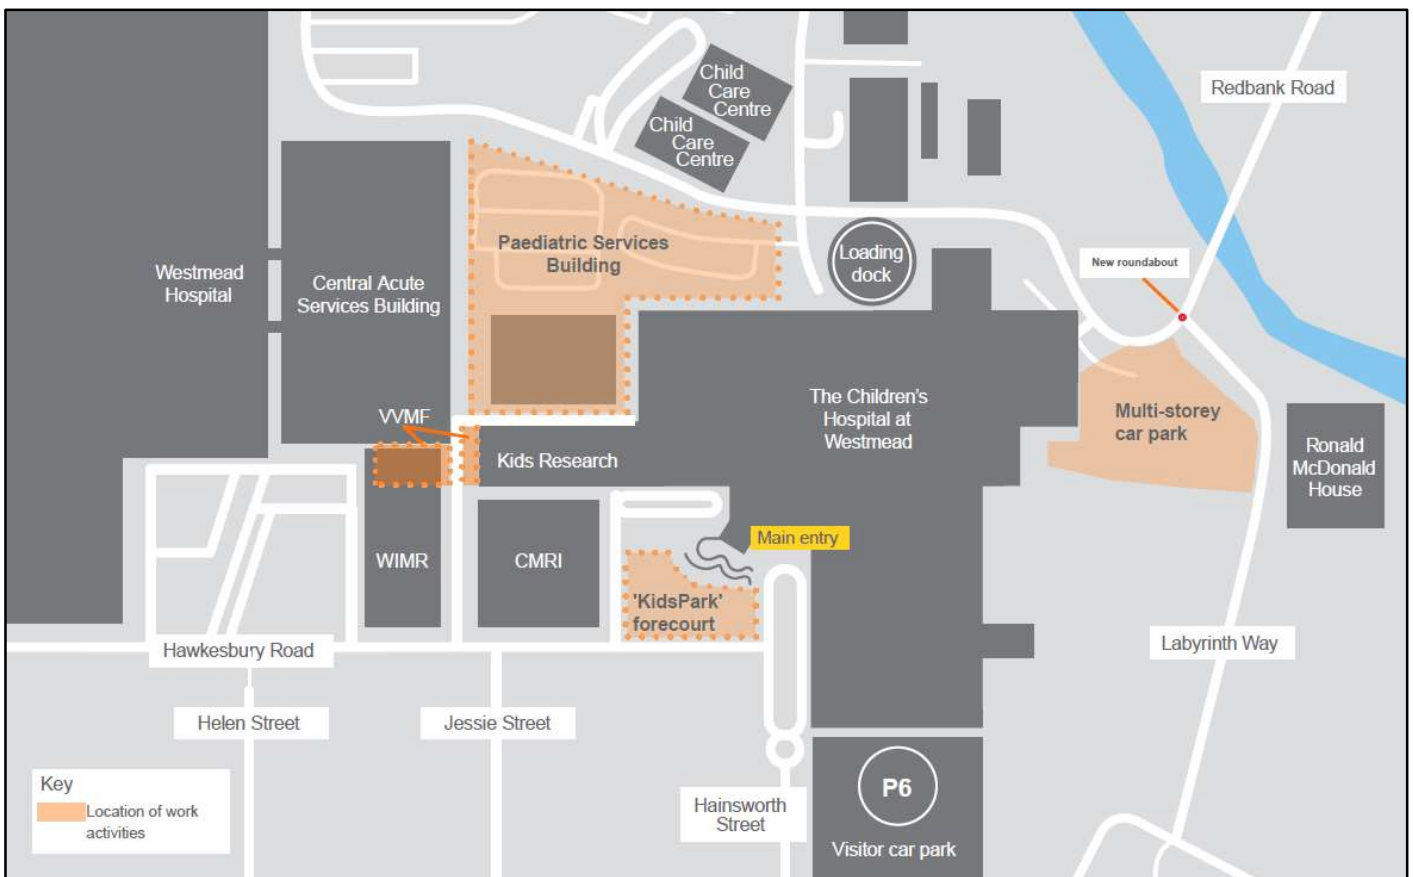 Child
Care
Centre
Child
Care
Centre
Redbank Road
Paediatric Services
Building
Loading
dock
New roundabout
Westmead
Hospital
Central Acute
Services Building
The Children's
Hospital at
Westmead
Multi-storey
car park
VVMF
Kids Research
Ronald
McDonald
House
Main entry
WIMR
CMRI
'KidsPark'
forecourt
Hawkesbury Road
Labyrinth Way
Helen Street
Jessie Street
Key
Location of work
activities
Hainsworth
Street
P6
Visitor car park